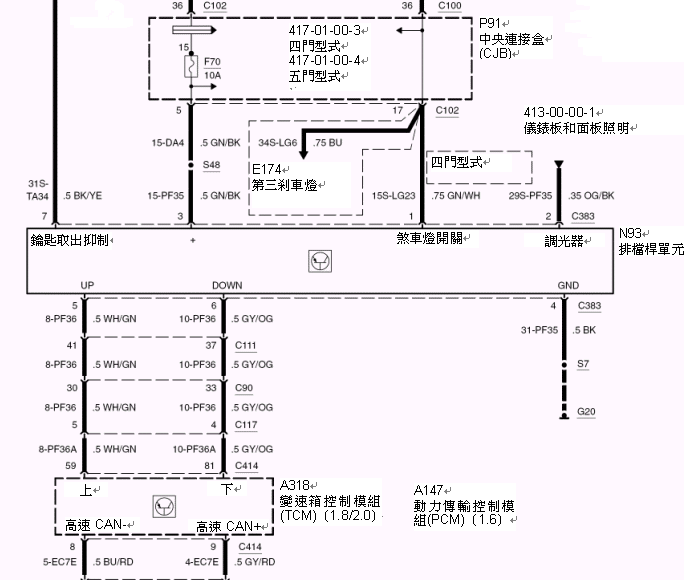 36 C102 36 C100
P91
中央連接盒
(CJB)
417-01-00-3
四門型式
417-01-00-4
五門型式
15
F70
10A
5 17 C102
413-00-00-1
儀錶板和面板照明
15-DA4 .5 GN/BK 34S-LG6 .75 BU
S48
E174
第三剎車燈
四門型式
31S-
TA34 .5 BK/YE 15-PF35 .5 GN/BK 15S-LG23 .75 GN/WH 29S-PF35 .35 OG/BK
7 3 1 2 C383
N93
排檔桿單元
鑰匙取出抑制 + 煞車燈開關 調光器
UP DOWN GND
5 6 4 C383
8-PF36 .5 WH/GN 10-PF36 .5 GY/OG 31-PF35 .5 BK
41 37 C111
8-PF36 .5 WH/GN 10-PF36 .5 GY/OG S7
30 33 C90
8-PF36 .5 WH/GN 10-PF36 .5 GY/OG G20
5 4 C117
8-PF36A .5 WH/GN 10-PF36A .5 GY/OG
59 81 C414
上 下
高速 CAN- 高速 CAN+
A318
變速箱控制模組
(TCM) (1.8/2.0)
A147
動力傳輸控制模
組(PCM) (1.6)
8 9 C414
5-EC7E .5 BU/RD 4-EC7E .5 GY/RD